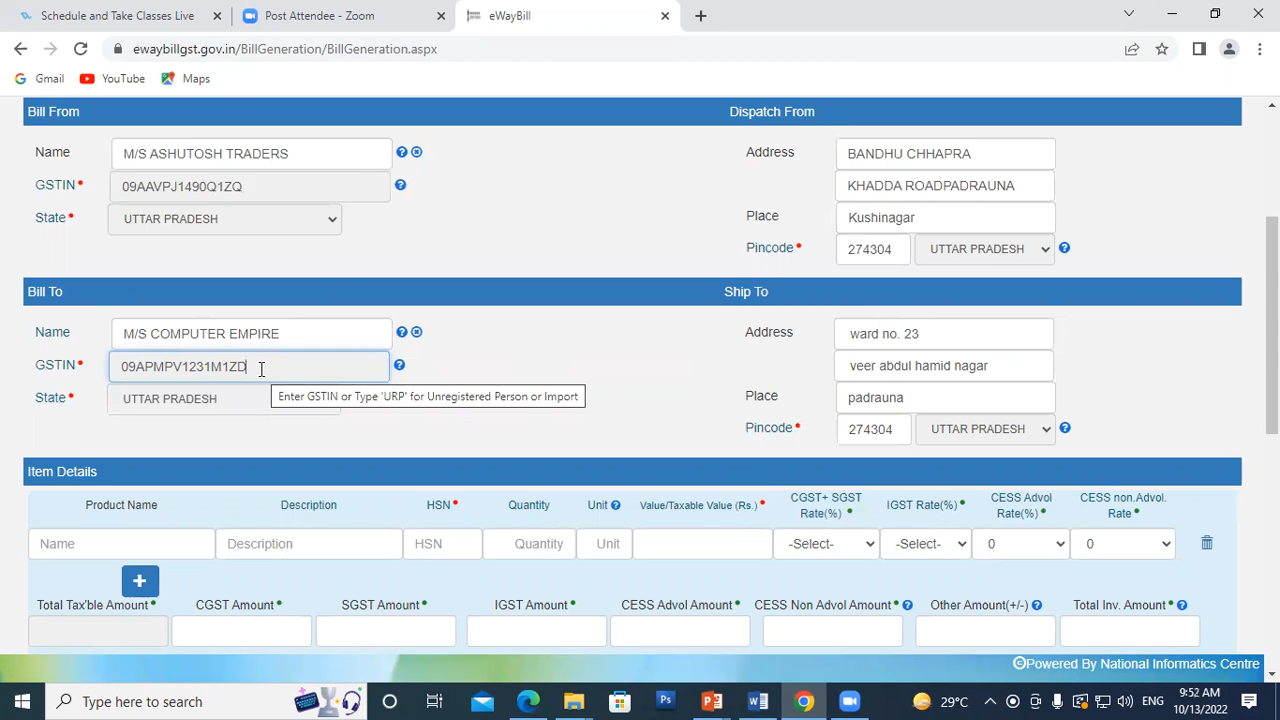 Schedule and Take Classes Live
Post Attendee - Zoom
eWayBill
ewaybillgst.gov.in/BillGeneration/BillGeneration.aspx
Gmail YouTube Maps
Bill From
Dispatch From
Name M/S ASHUTOSH TRADERS
Address BANDHU CHHAPRA
GSTIN* 09AAVPJ1490Q1ZQ
KHADDA ROADPADRAUNA
State* UTTAR PRADESH
Place Kushinagar
Pincode* 274304 UTTAR PRADESH
Bill To
Ship To
Name M/S COMPUTER EMPIRE
Address ward no. 23
GSTIN* 09APMPV1231M1ZD
veer abdul hamid nagar
Enter GSTIN or Type 'URP' for Unregistered Person or Import
State* UTTAR PRADESH
Place padrauna
Pincode* 274304 UTTAR PRADESH
Item Details
Product Name Description HSN* Quantity Unit Value/Taxable Value (Rs.)* CGST+ SGST Rate(%) IGST Rate(%) CESS Advol Rate(%) CESS non.Advol. Rate
Name Description HSN Quantity Unit -Select- -Select- 0 0
+
Total Tax'ble Amount CGST Amount SGST Amount IGST Amount CESS Advol Amount CESS Non Advol Amount Other Amount(+/-) Total Inv. Amount
©Powered By National Informatics Centre
Type here to search
29°C
ENG
9:52 AM
10/13/2022